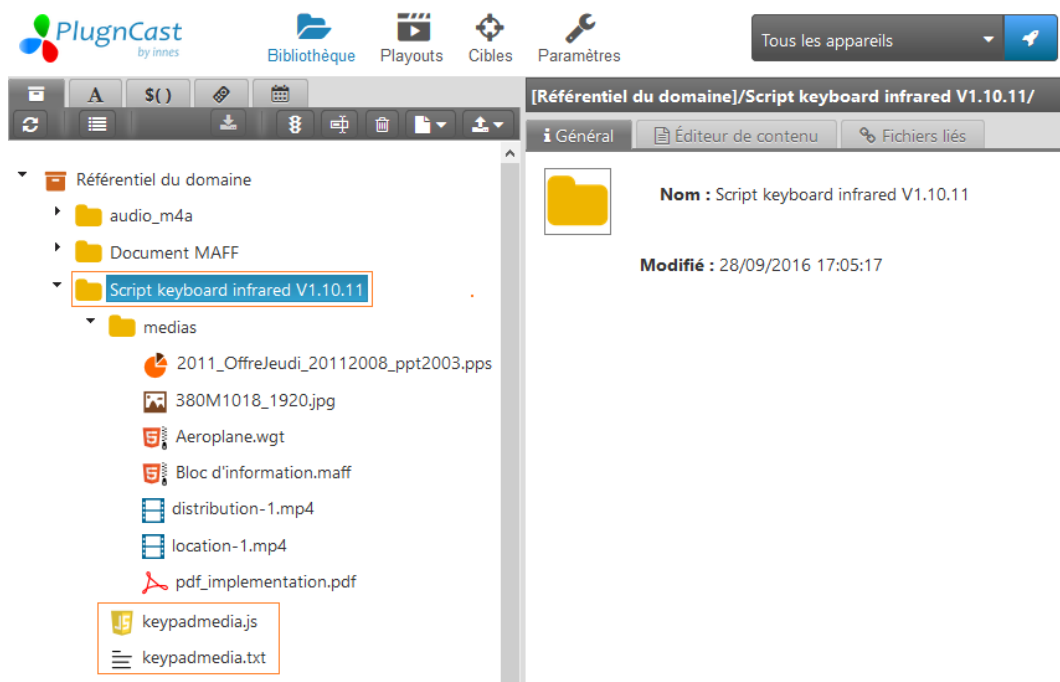 PlugnCast
by innes
Bibliothèque
Playouts
Cibles
Paramètres
Tous les appareils
A
$( )
[Référentiel du domaine]/Script keyboard infrared V1.10.11/
i Général
Éditeur de contenu
Fichiers liés
Référentiel du domaine
audio_m4a
Document MAFF
Script keyboard infrared V1.10.11
medias
2011_OffreJeudi_20112008_ppt2003.pps
380M1018_1920.jpg
Aeroplane.wgt
Bloc d'information.maff
distribution-1.mp4
location-1.mp4
pdf_implementation.pdf
JS keypadmedia.js
keypadmedia.txt
Nom : Script keyboard infrared V1.10.11
Modifié : 28/09/2016 17:05:17